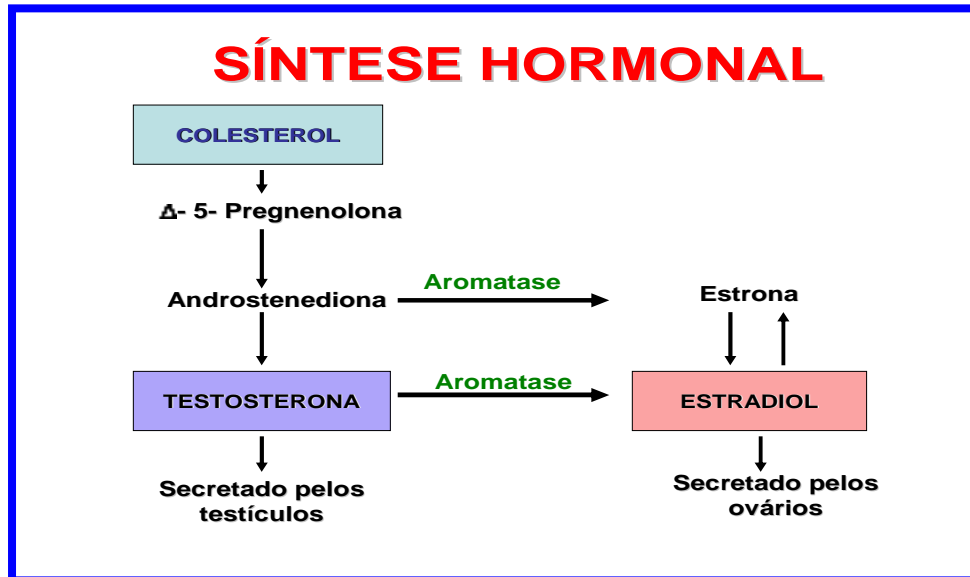 SÍNTESE HORMONAL
COLESTEROL
Δ- 5- Pregnenolona
Aromatase
Androstenediona
Estrona
Aromatase
TESTOSTERONA
ESTRADIOL
Secretado pelos
testículos
Secretado pelos
ovários